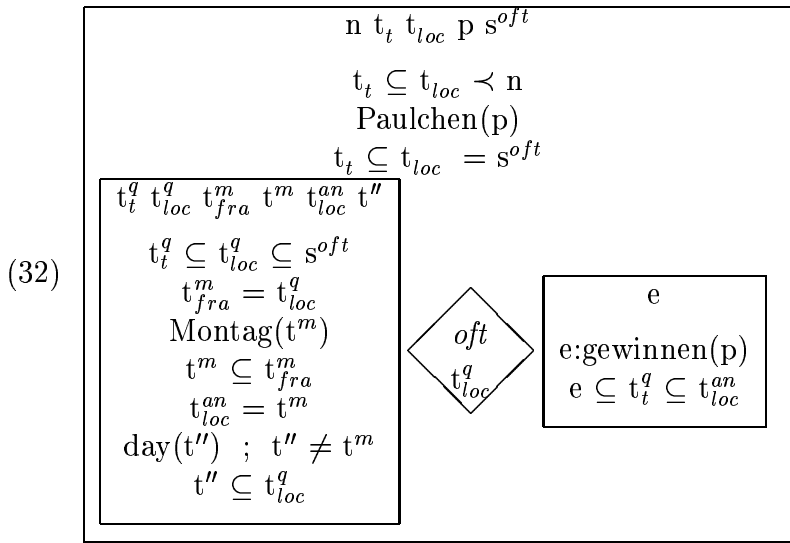 n t_t t_loc p s^oft
t_t ⊆ t_loc ≺ n
Paulchen(p)
t_t ⊆ t_loc = s^oft
t^q_t t^q_loc t^m_fra t^m t^an_loc t''
t^q_t ⊆ t^q_loc ⊆ s^oft
(32)
t^m_fra = t^q_loc
Montag(t^m)
t^m ⊆ t^m_fra
t^an_loc = t^m
day(t'') ; t'' ≠ t^m
t'' ⊆ t^q_loc
oft
t^q_loc
e
e:gewinnen(p)
e ⊆ t^q_t ⊆ t^an_loc